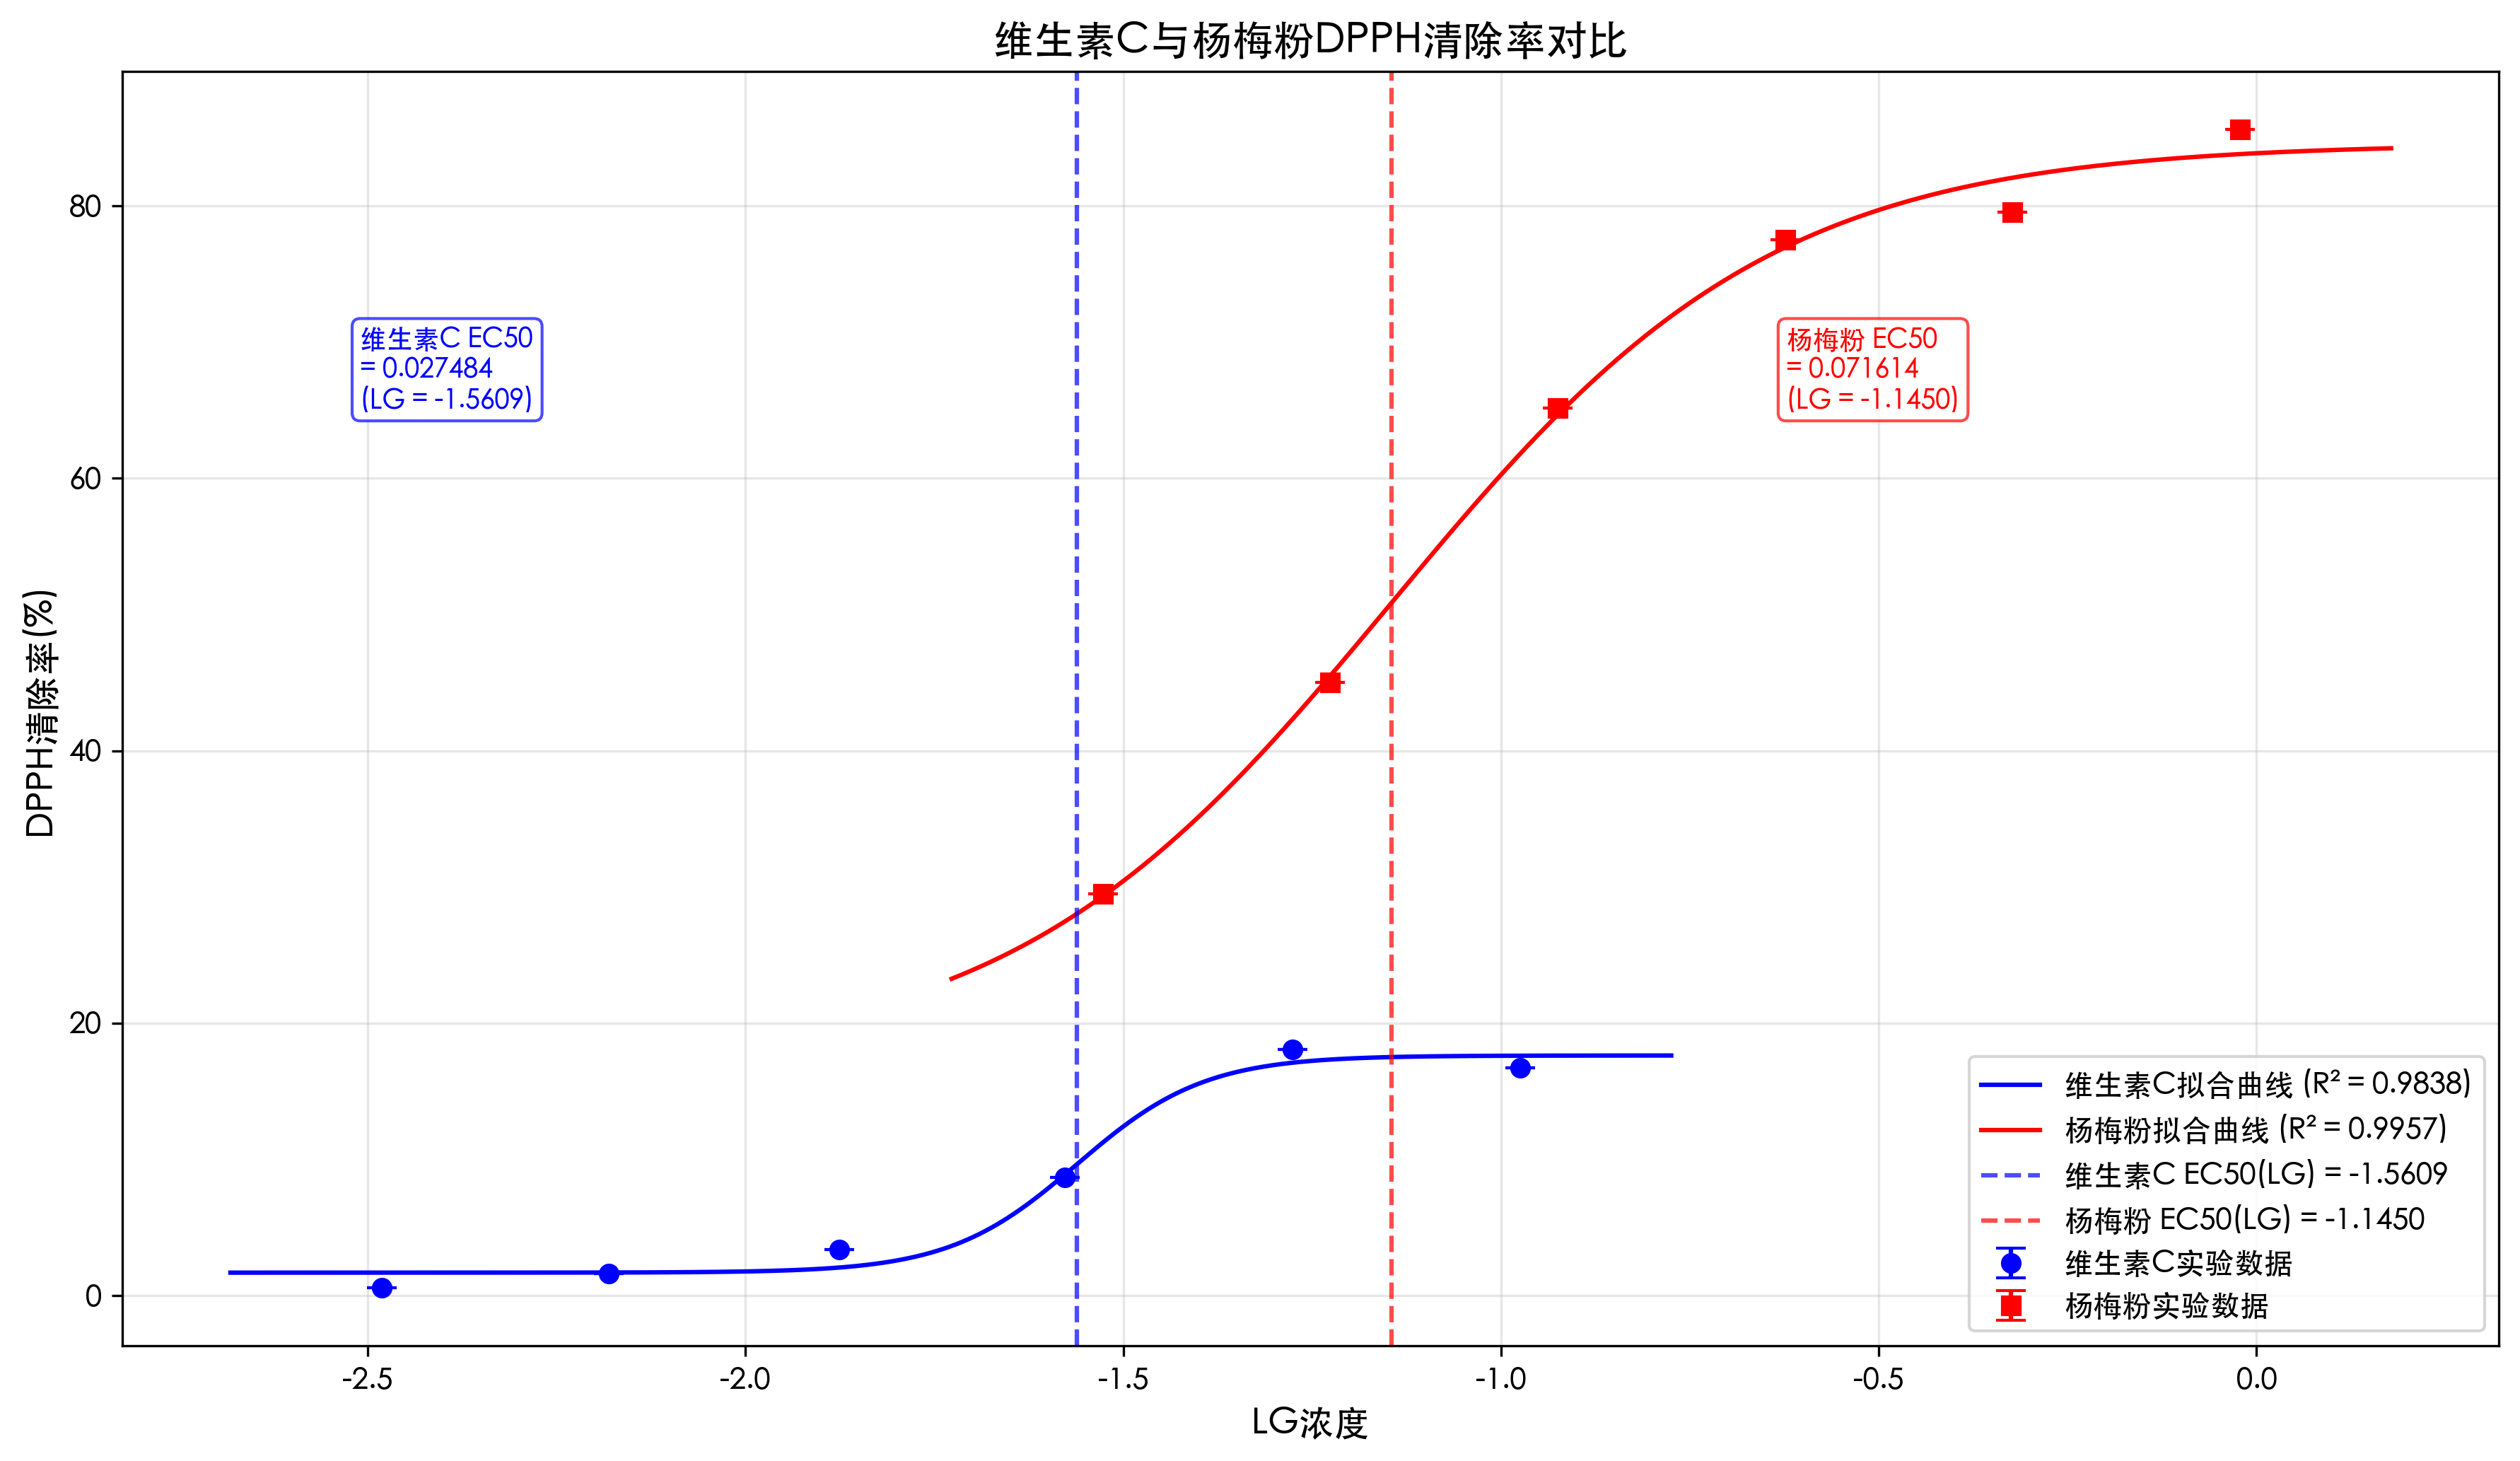 维生素C与杨梅粉DPPH清除率对比
DPPH清除率(%)
80
60
40
20
0
维生素C EC50
= 0.027484
(LG = -1.5609)
杨梅粉 EC50
= 0.071614
(LG = -1.1450)
维生素C拟合曲线 (R² = 0.9838)
杨梅粉拟合曲线 (R² = 0.9957)
维生素C EC50(LG) = -1.5609
杨梅粉 EC50(LG) = -1.1450
维生素C实验数据
杨梅粉实验数据
-2.5 -2.0 -1.5 -1.0 -0.5 0.0
LG浓度